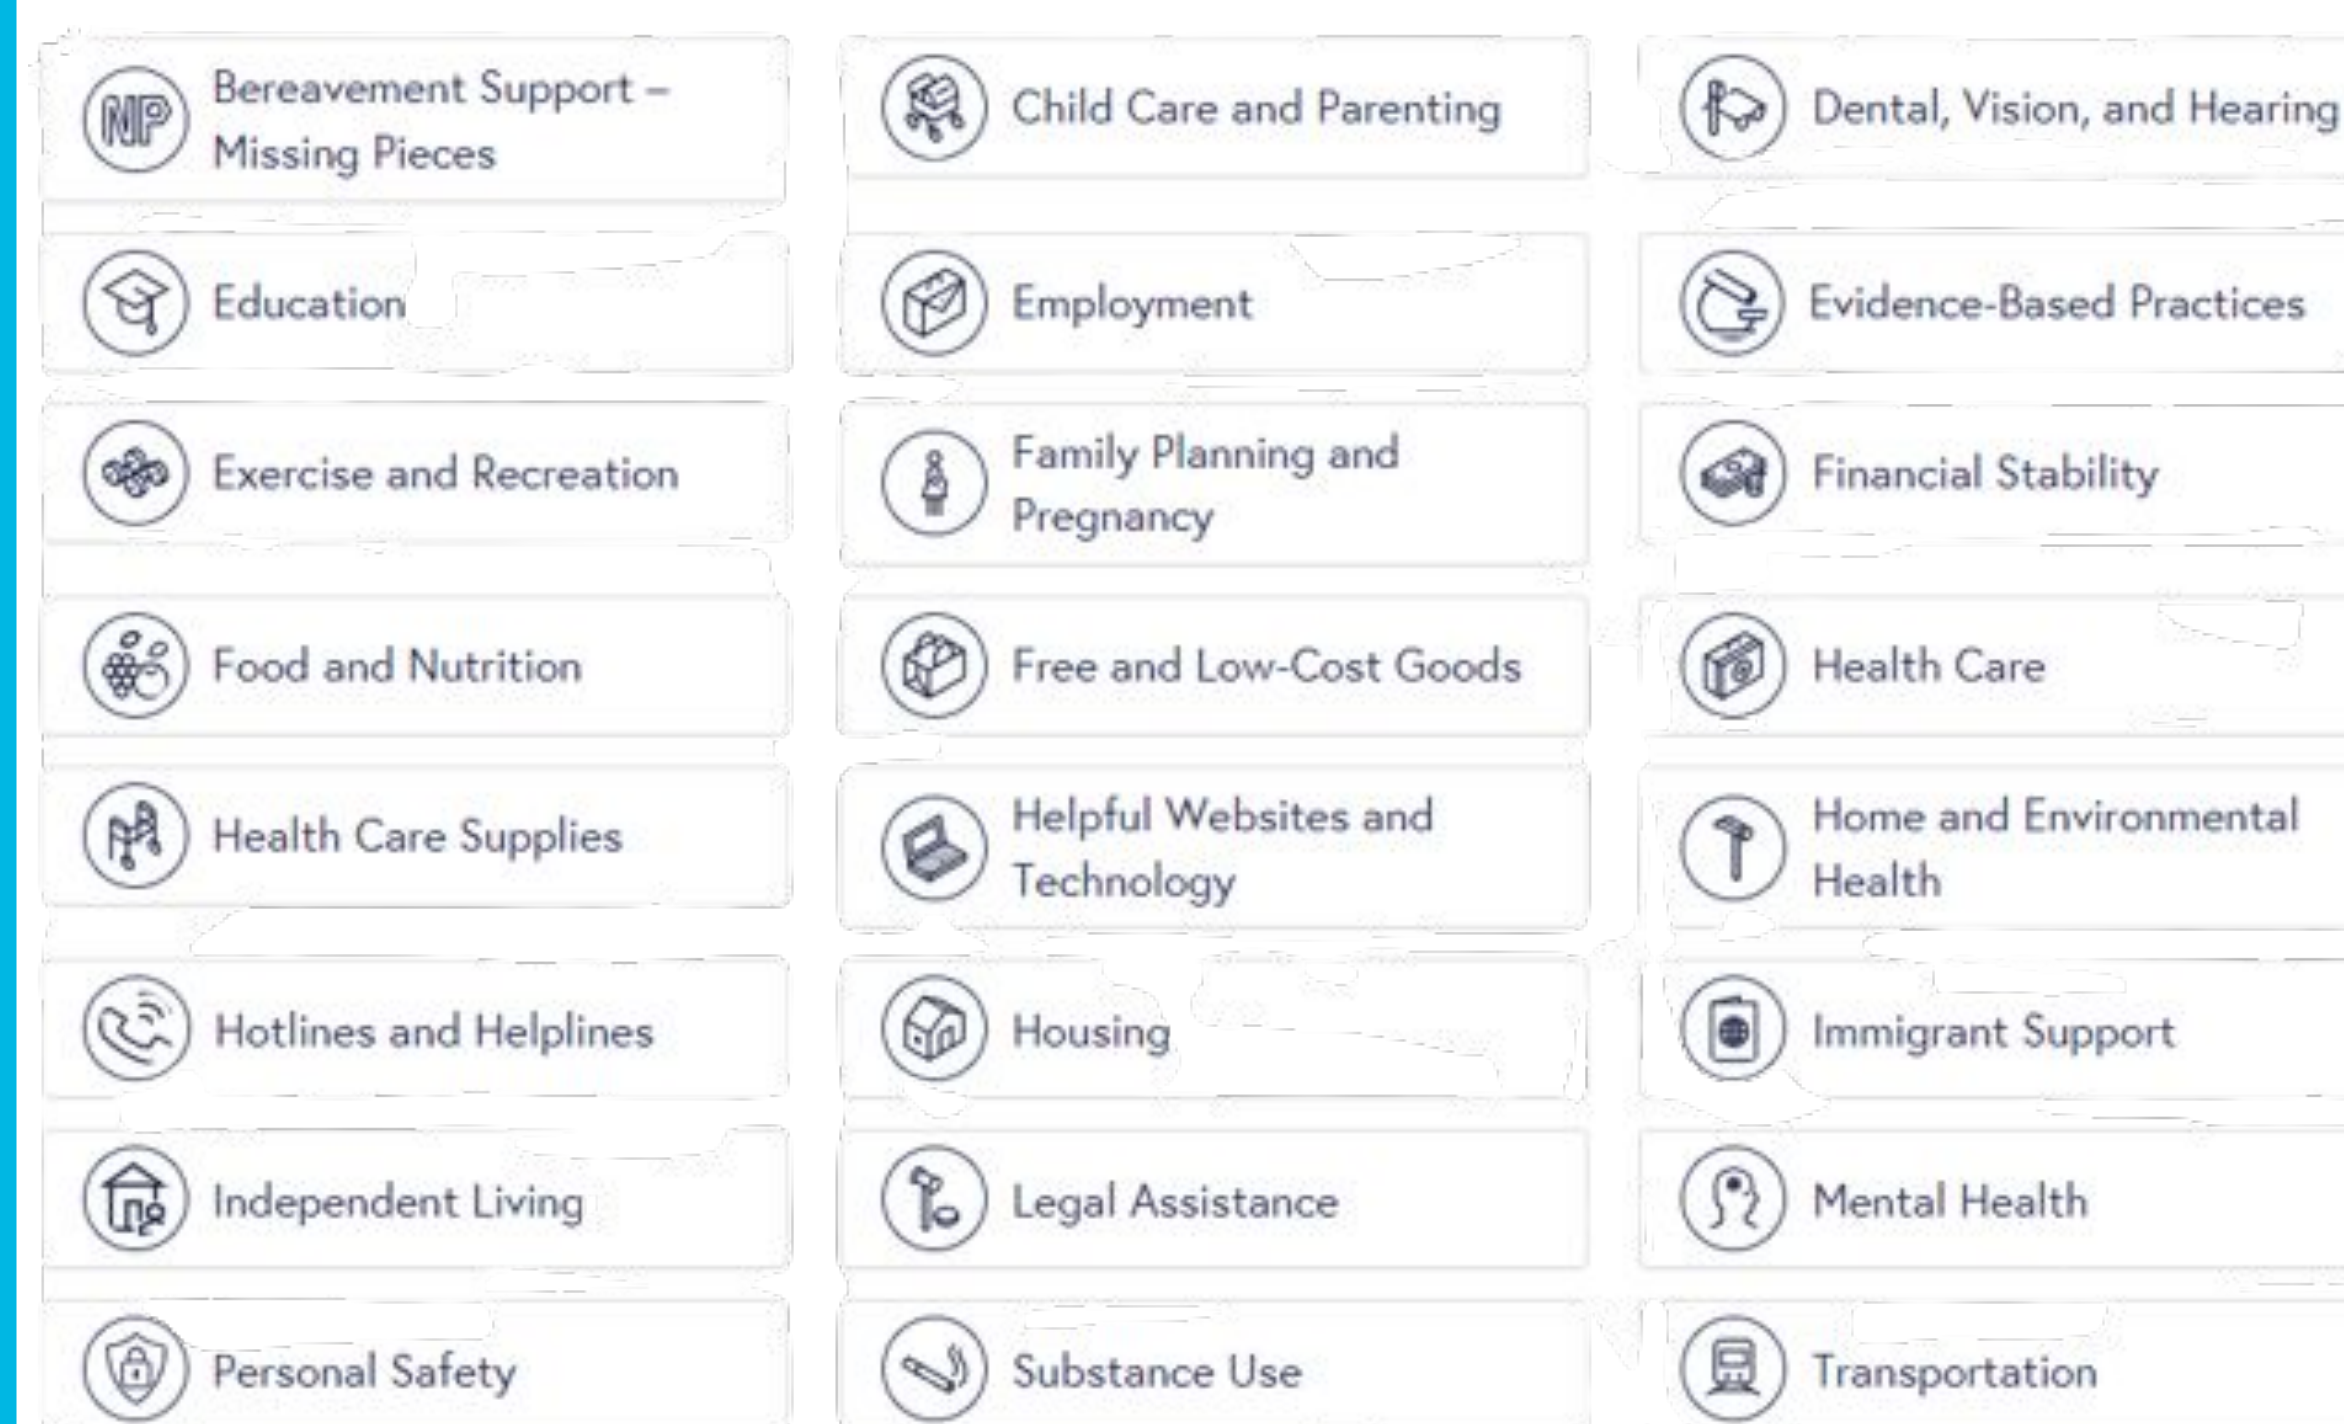 NP
Bereavement Support –
Missing Pieces
Child Care and Parenting
Dental, Vision, and Hearing
Education
Employment
Evidence-Based Practices
Exercise and Recreation
Family Planning and
Pregnancy
Financial Stability
Food and Nutrition
Free and Low-Cost Goods
Health Care
Health Care Supplies
Helpful Websites and
Technology
Home and Environmental
Health
Hotlines and Helplines
Housing
Immigrant Support
Independent Living
Legal Assistance
Mental Health
Personal Safety
Substance Use
Transportation